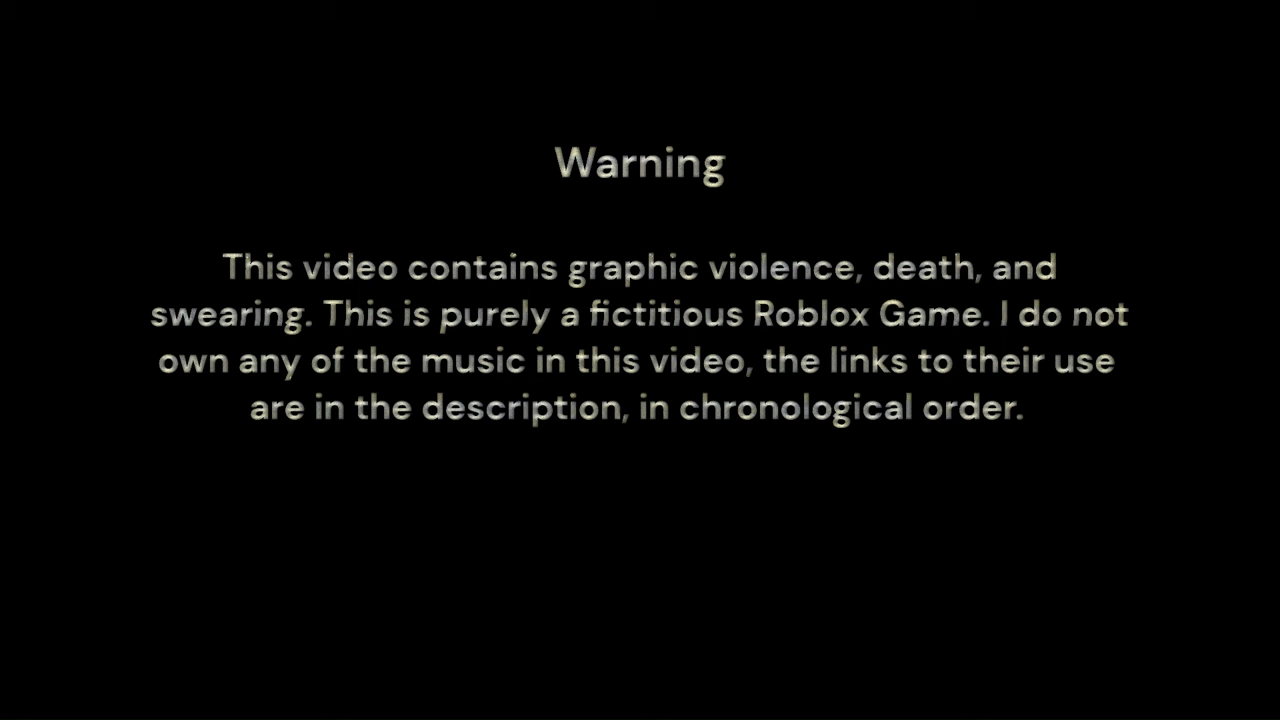 Warning
This video contains graphic violence, death, and
swearing. This is purely a fictitious Roblox Game. I do not
own any of the music in this video, the links to their use
are in the description, in chronological order.